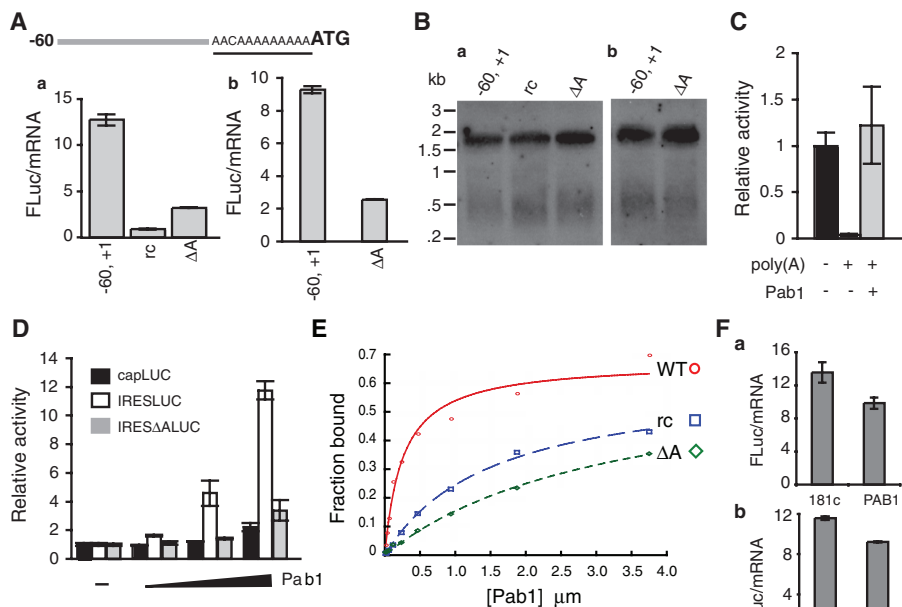 A
-60
AACAAAAAAAAAATG
a
FLuc/mRNA
15
10
5
0
-60, +1
rc
ΔA
b
FLuc/mRNA
10
8
6
4
2
0
-60, +1
ΔA
B
a
b
kb
-60, +1
rc
ΔA
-60, +1
ΔA
3
2
1.5
1
.5
.2
C
Relative activity
2
1.5
1
0.5
0
poly(A) - + +
Pab1 - - +
D
Relative activity
14
12
10
8
6
4
2
0
capLUC
IRESLUC
IRESΔALUC
–
Pab1
E
Fraction bound
0.7
0.6
0.5
0.4
0.3
0.2
0.1
0.0
WT
rc
ΔA
0.5 1.0 1.5 2.0 2.5 3.0 3.5 4.0
[Pab1] μm
F
a
FLuc/mRNA
16
12
8
4
0
181c PAB1
b
12
8
4